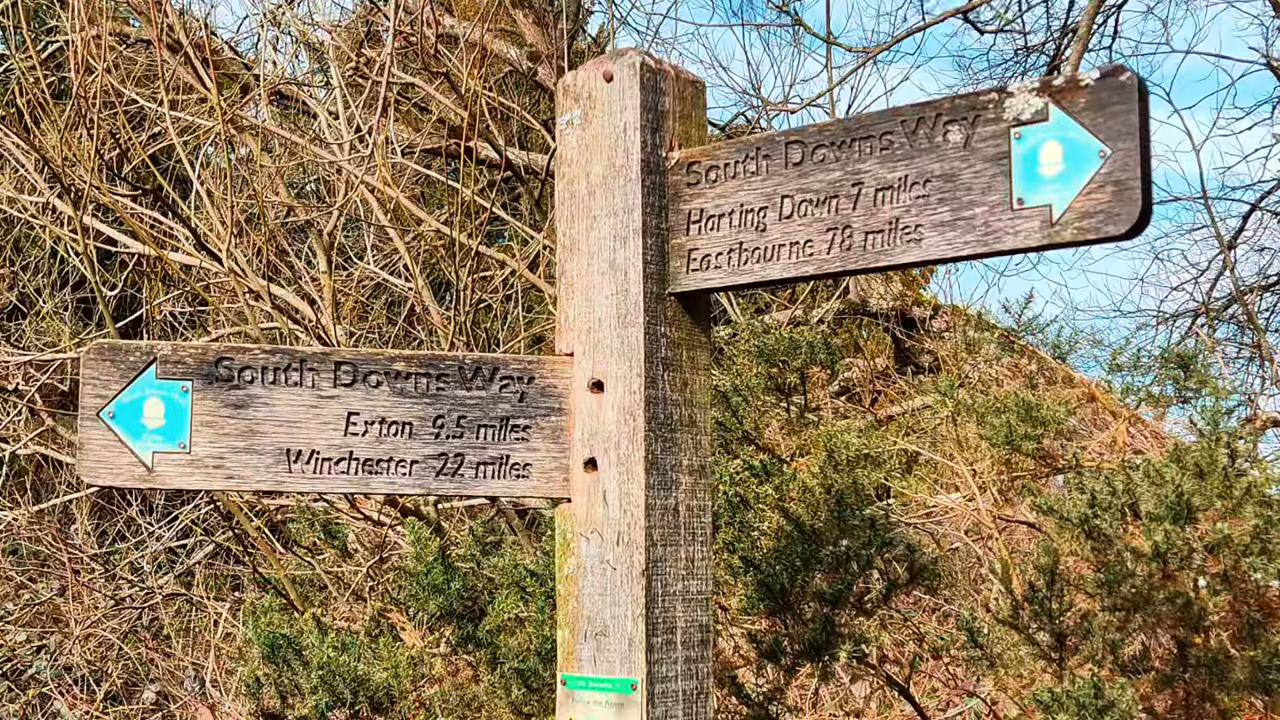 South Downs Way
Harting Down 7 miles
Eastbourne 78 miles
South Downs Way
Exton 9.5 miles
Winchester 22 miles